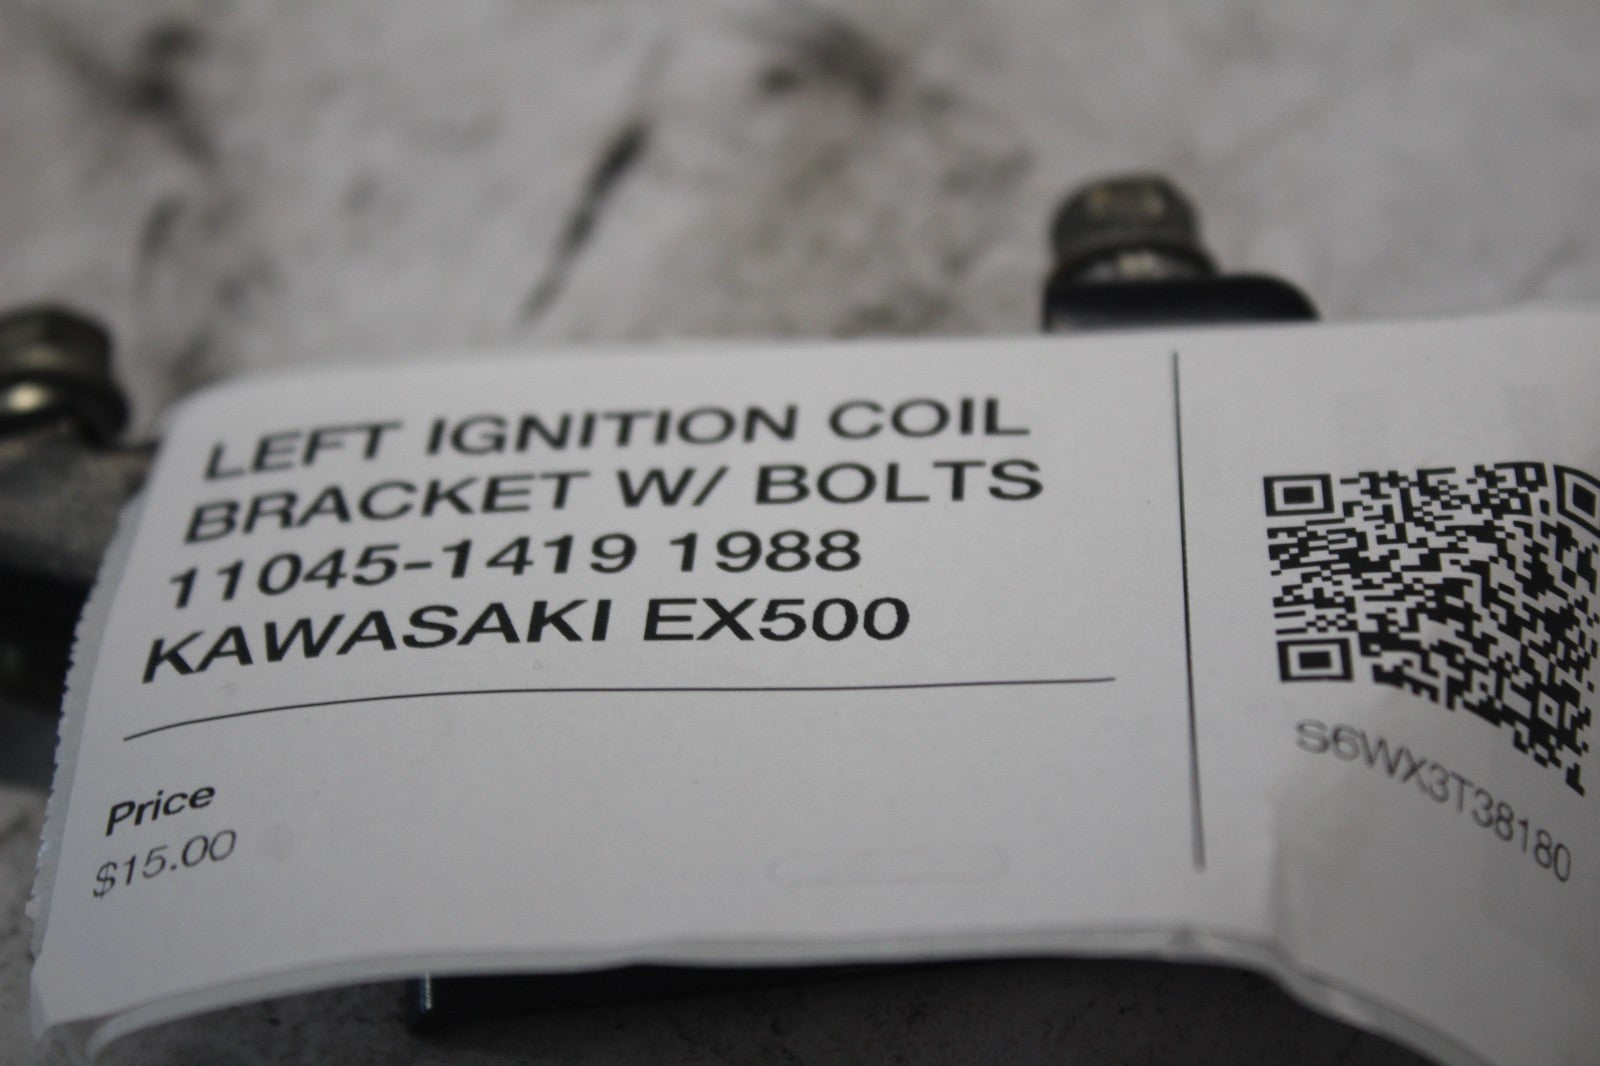 LEFT IGNITION COIL
BRACKET W/ BOLTS
11045-1419 1988
KAWASAKI EX500
Price
$15.00
S6WX3T38180